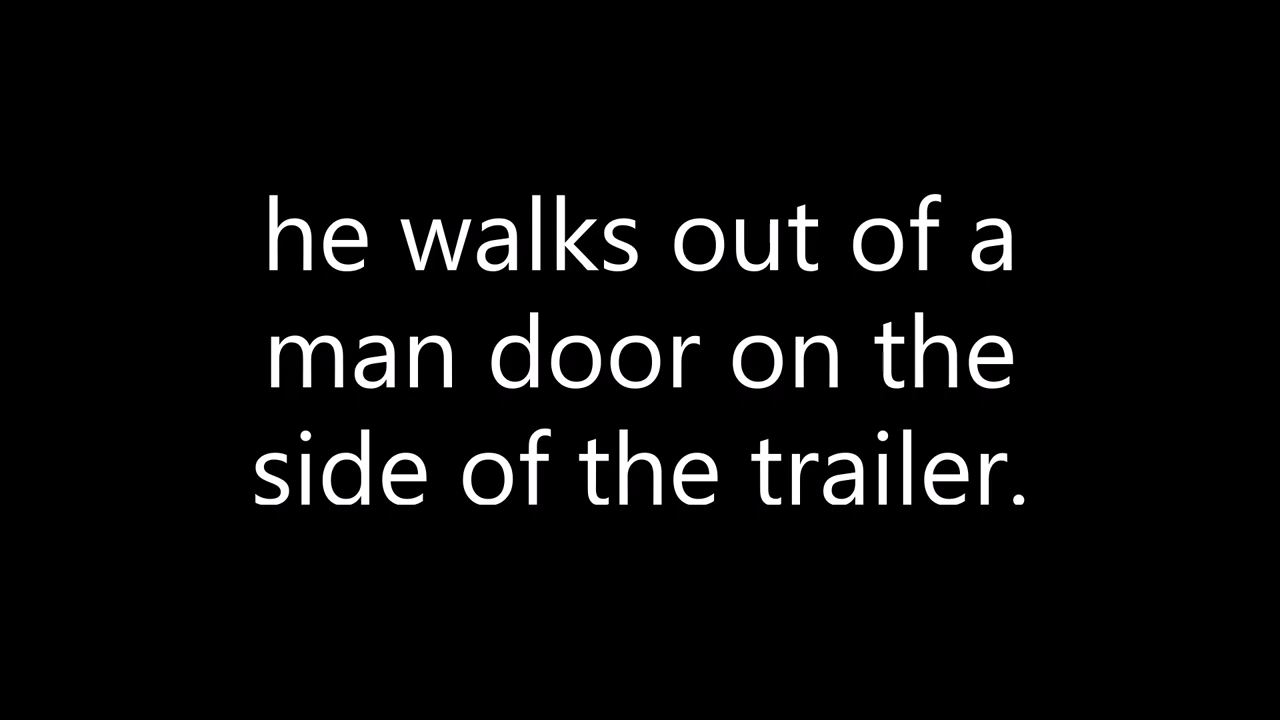 he walks out of a
man door on the
side of the trailer.